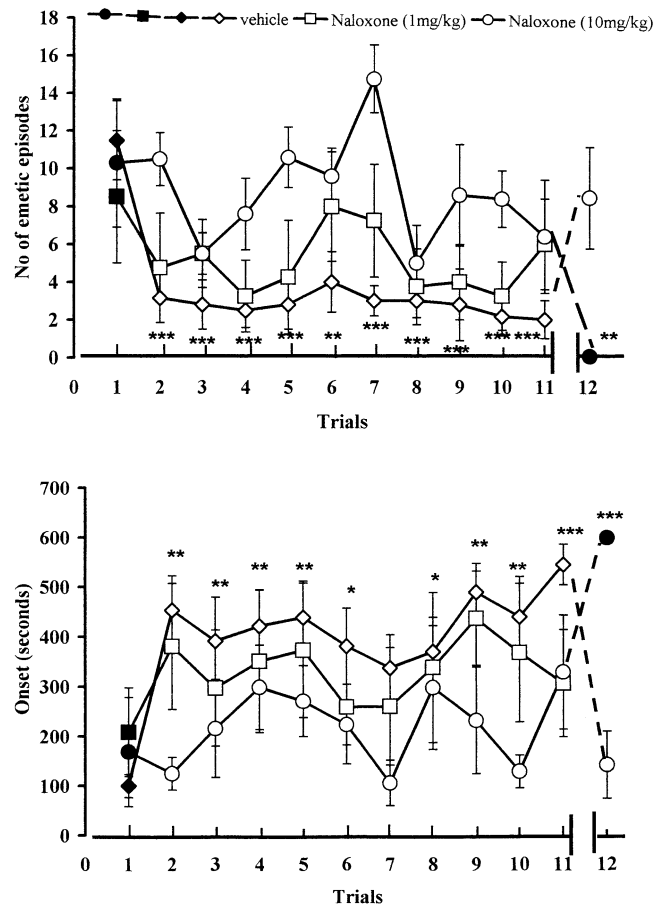 vehicle Naloxone (1mg/kg) Naloxone (10mg/kg)
18
16
14
12
10
8
6
4
2
0
No of emetic episodes
*** *** *** *** ** *** *** *** *** *** **
0 1 2 3 4 5 6 7 8 9 10 11 12
Trials
700
600
500
400
300
200
100
0
Onset (seconds)
** ** ** ** * * ** ** *** ***
0 1 2 3 4 5 6 7 8 9 10 11 12
Trials